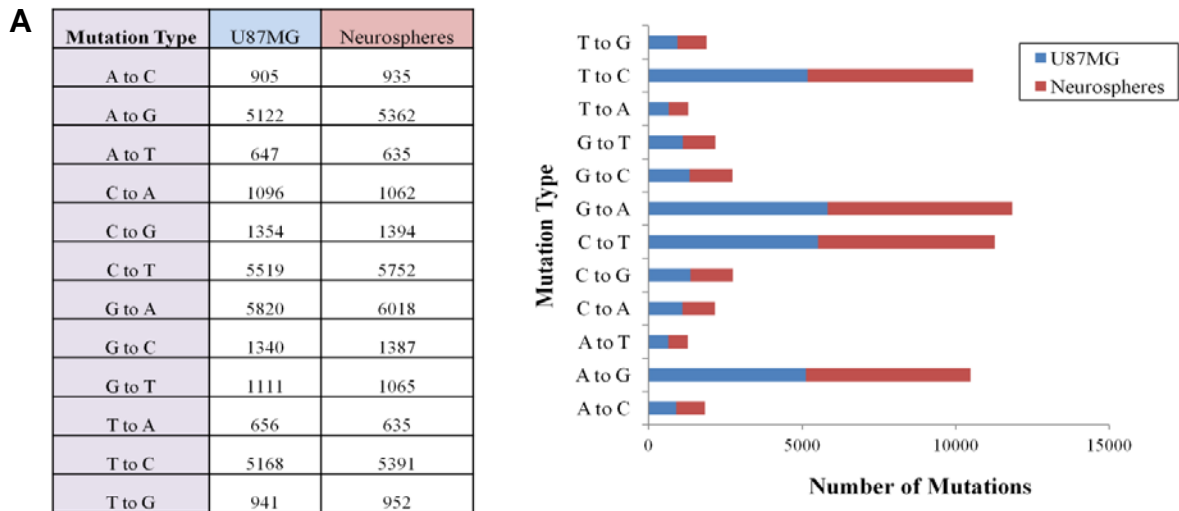 A
Mutation Type U87MG Neurospheres
A to C 905 935
A to G 5122 5362
A to T 647 635
C to A 1096 1062
C to G 1354 1394
C to T 5519 5752
G to A 5820 6018
G to C 1340 1387
G to T 1111 1065
T to A 656 635
T to C 5168 5391
T to G 941 952
Mutation Type
T to G
T to C
T to A
G to T
G to C
G to A
C to T
C to G
C to A
A to T
A to G
A to C
0 5000 10000 15000
Number of Mutations
U87MG
Neurospheres